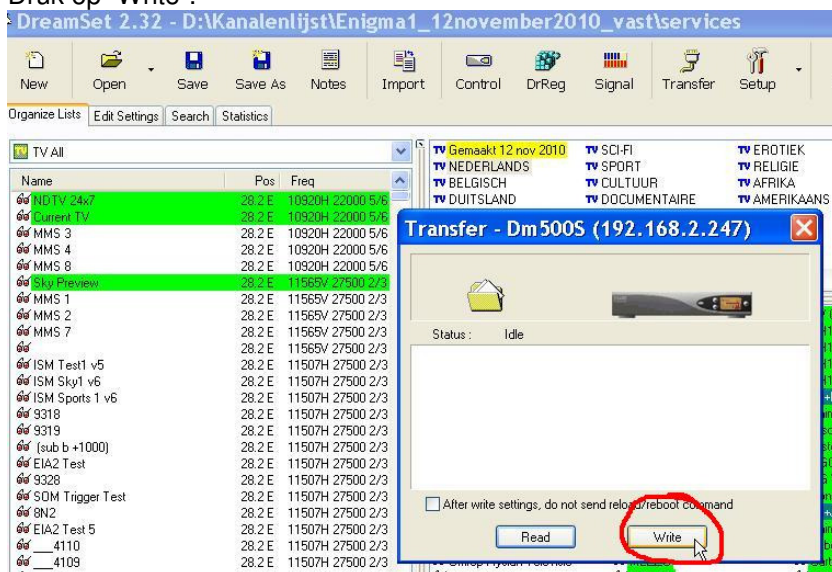 Druk op "Write".
DreamSet 2.32 - D:\Kanalenlijst\Enigma1_12november2010_vast\services
New Open Save Save As Notes Import Control DrReg Signal Transfer Setup
Organize Lists Edit Settings Search Statistics
TV All
Name Pos Freq
NDTV 24x7 28.2 E 10920H 22000 5/6
Current TV 28.2 E 10920H 22000 5/6
MMS 3 28.2 E 10920H 22000 5/6
MMS 4 28.2 E 10920H 22000 5/6
MMS 8 28.2 E 10920H 22000 5/6
Sky Preview 28.2 E 11565V 27500 2/3
MMS 1 28.2 E 11565V 27500 2/3
MMS 2 28.2 E 11565V 27500 2/3
MMS 7 28.2 E 11565V 27500 2/3
28.2 E 11565V 27500 2/3
ISM Test1 v5 28.2 E 11507H 27500 2/3
ISM Sky1 v6 28.2 E 11507H 27500 2/3
ISM Sports 1 v6 28.2 E 11507H 27500 2/3
9318 28.2 E 11507H 27500 2/3
9319 28.2 E 11507H 27500 2/3
(sub b +1000) 28.2 E 11507H 27500 2/3
EIA2 Test 28.2 E 11507H 27500 2/3
9328 28.2 E 11507H 27500 2/3
SOM Trigger Test 28.2 E 11507H 27500 2/3
8N2 28.2 E 11507H 27500 2/3
EIA2 Test 5 28.2 E 11507H 27500 2/3
___4110 28.2 E 11507H 27500 2/3
___4109 28.2 E 11507H 27500 2/3
TV Gemaakt 12 nov 2010 TV SCI-FI TV EROTIEK
TV NEDERLANDS TV SPORT TV RELIGIE
TV BELGISCH TV CULTUUR TV AFRIKA
TV DUITSLAND TV DOCUMENTAIRE TV AMERIKAANS
Transfer - Dm500S (192.168.2.247)
Status : Idle
After write settings, do not send reload/reboot command
Read Write